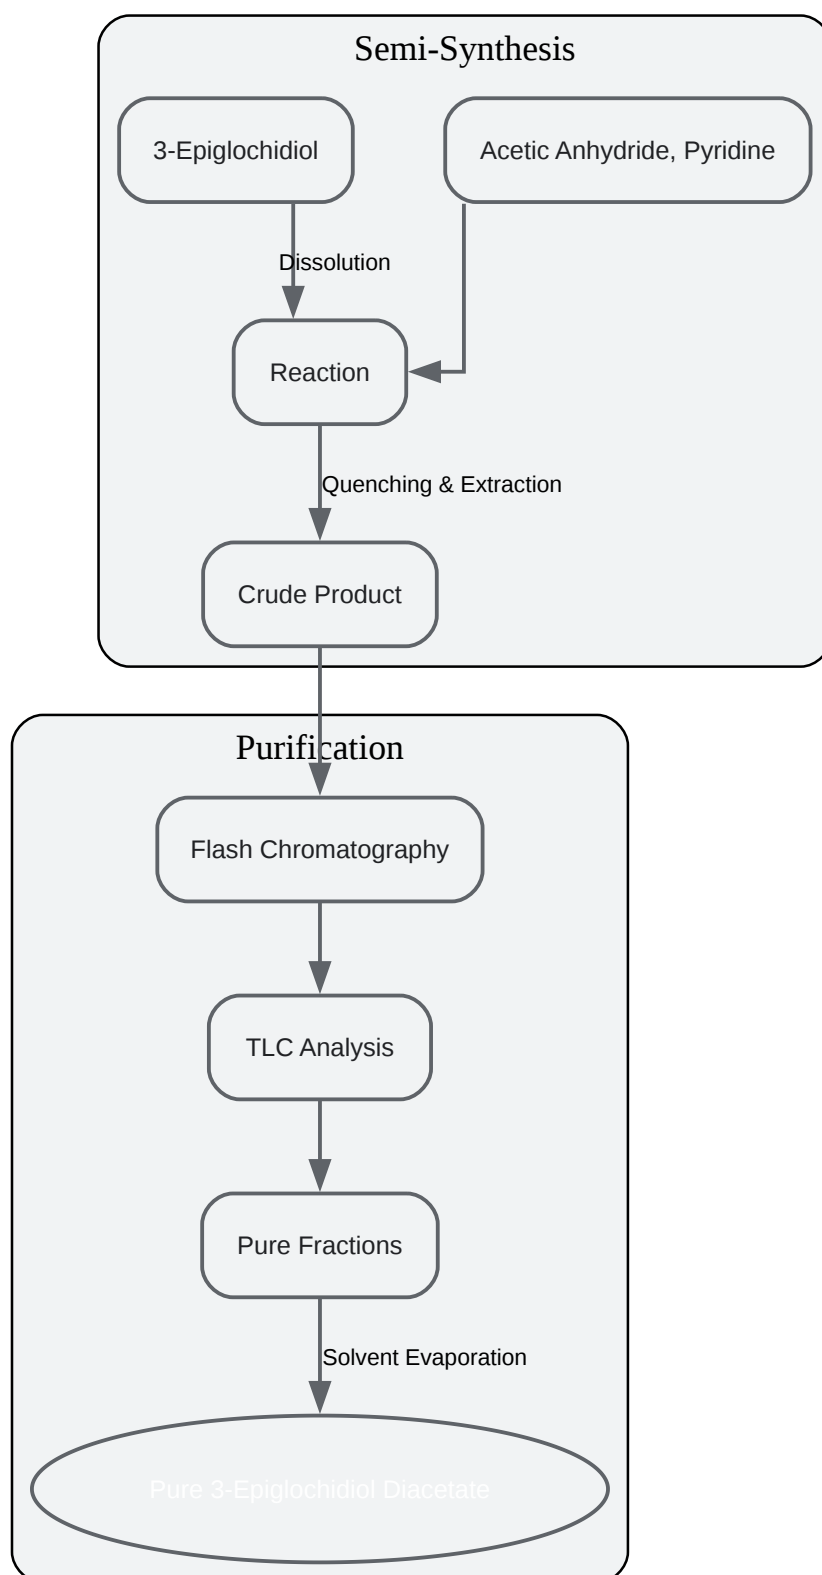 Semi-Synthesis
3-Epiglochidiol
Acetic Anhydride, Pyridine
Dissolution
Reaction
Quenching & Extraction
Crude Product
Purification
Flash Chromatography
TLC Analysis
Pure Fractions
Solvent Evaporation
Pure 3-Epiglochidiol Diacetate